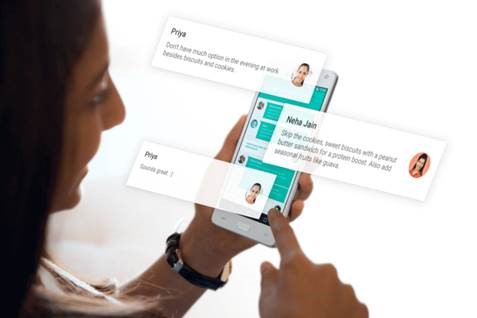 Priya
Don't have much option in the evening at work
besides biscuits and cookies.
Neha Jain
Skip the cookies, sweet biscuits with a peanut
butter sandwich for a protein boost. Also add
seasonal fruits like guava.
Priya
Sounds great :)